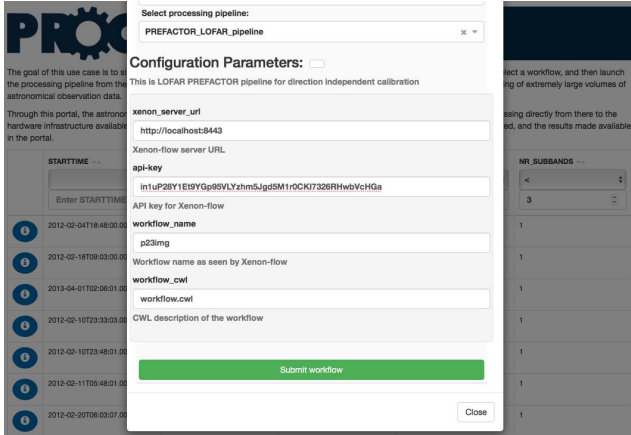 PROC
Select processing pipeline:
PREFACTOR_LOFAR_pipeline
Configuration Parameters:
This is LOFAR PREFACTOR pipeline for direction independent calibration
The goal of this use case is to
lect a workflow, and then launch
the processing pipeline from the
ing of extremely large volumes of
astronomical observation data.
Through this portal, the astrono
ssing directly from there to the
hardware infrastructure available
ed, and the results made available
in the portal.
xenon_server_url
http://localhost:8443
Xenon-flow server URL
api-key
in1uP28Y1Et9YGp95VLYzhm5Jgd5M1r0CKl7326RHwbVcHGa
API key for Xenon-flow
workflow_name
p23img
Workflow name as seen by Xenon-flow
workflow_cwl
workflow.cwl
CWL description of the workflow
Submit workflow
Close
STARTTIME
NR_SUBBANDS
<
Enter STARTTIME
3
2012-02-04T18:48:00.00
1
2012-02-18T09:03:00.00
1
2013-04-01T02:06:01.00
1
2012-02-10T23:33:03.00
1
2012-02-10T23:48:01.00
1
2012-02-11T05:48:01.00
1
2012-02-20T06:03:07.00
1